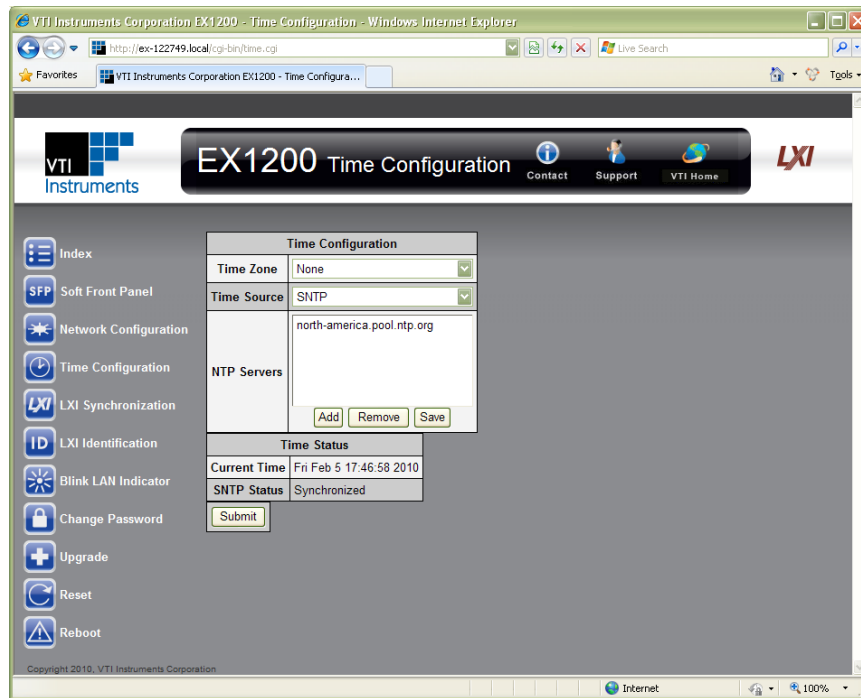 VTI Instruments Corporation EX1200 - Time Configuration - Windows Internet Explorer
http://ex-122749.local/cgi-bin/time.cgi
Live Search
Favorites
VTI Instruments Corporation EX1200 - Time Configura...
Tools
VTI
Instruments
EX1200 Time Configuration
Contact
Support
VTI Home
LXI
Index
SFP Soft Front Panel
Network Configuration
Time Configuration
LXI LXI Synchronization
ID LXI Identification
Blink LAN Indicator
Change Password
Upgrade
Reset
Reboot
Time Configuration
Time Zone None
Time Source SNTP
NTP Servers north-america.pool.ntp.org
Add Remove Save
Time Status
Current Time Fri Feb 5 17:46:58 2010
SNTP Status Synchronized
Submit
Copyright 2010, VTI Instruments Corporation
Internet
100%